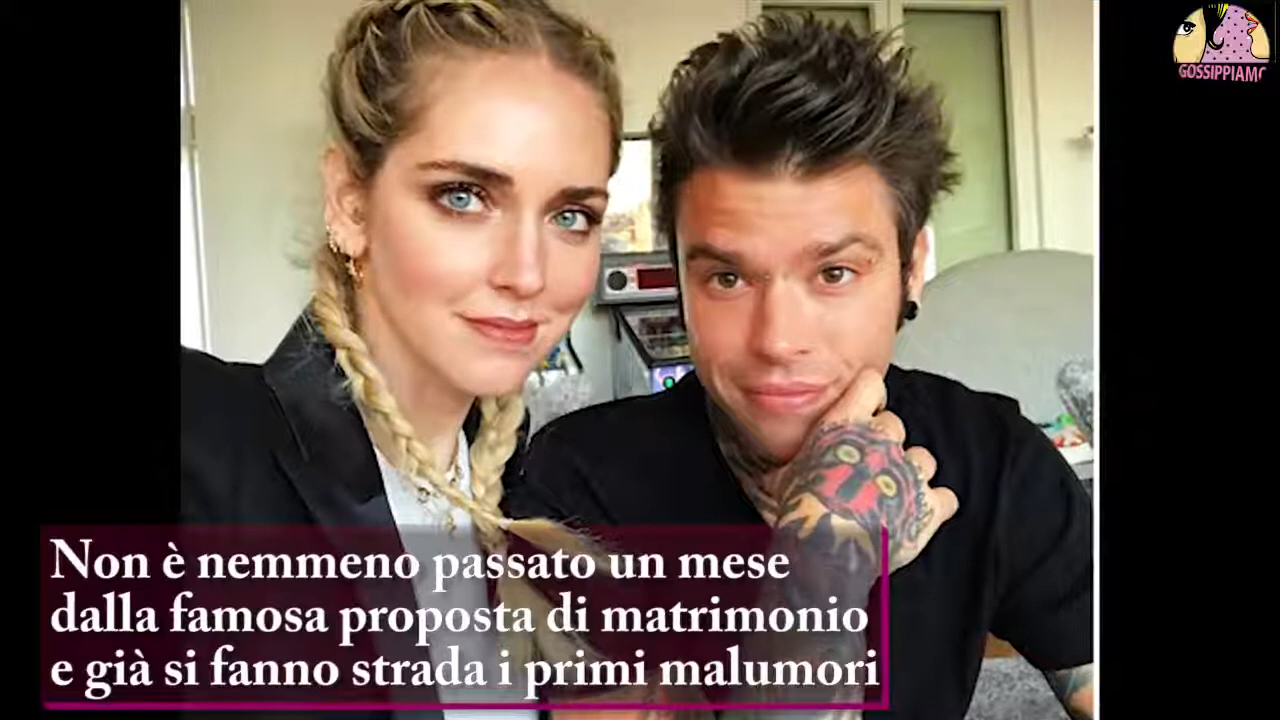 GOSSIPPIAMO
Non è nemmeno passato un mese
dalla famosa proposta di matrimonio
e già si fanno strada i primi malumori